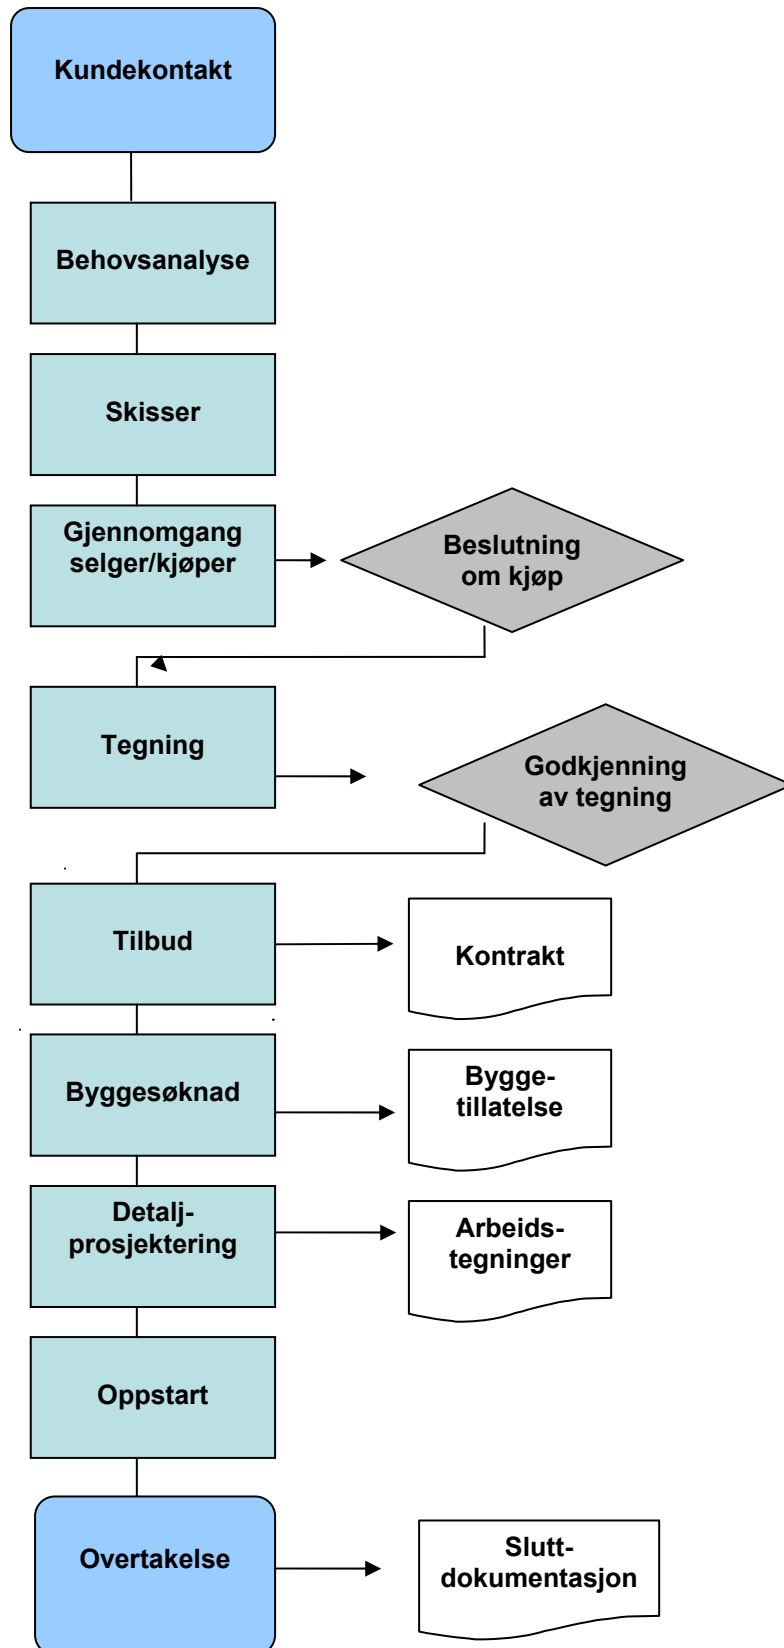 Kundekontakt
Behovsanalyse
Skisser
Gjennomgang
selger/kjøper
Beslutning
om kjøp
Tegning
Godkjenning
av tegning
Tilbud
Kontrakt
Byggesøknad
Bygge-
tillatelse
Detalj-
prosjektering
Arbeids-
tegninger
Oppstart
Overtakelse
Slutt-
dokumentasjon